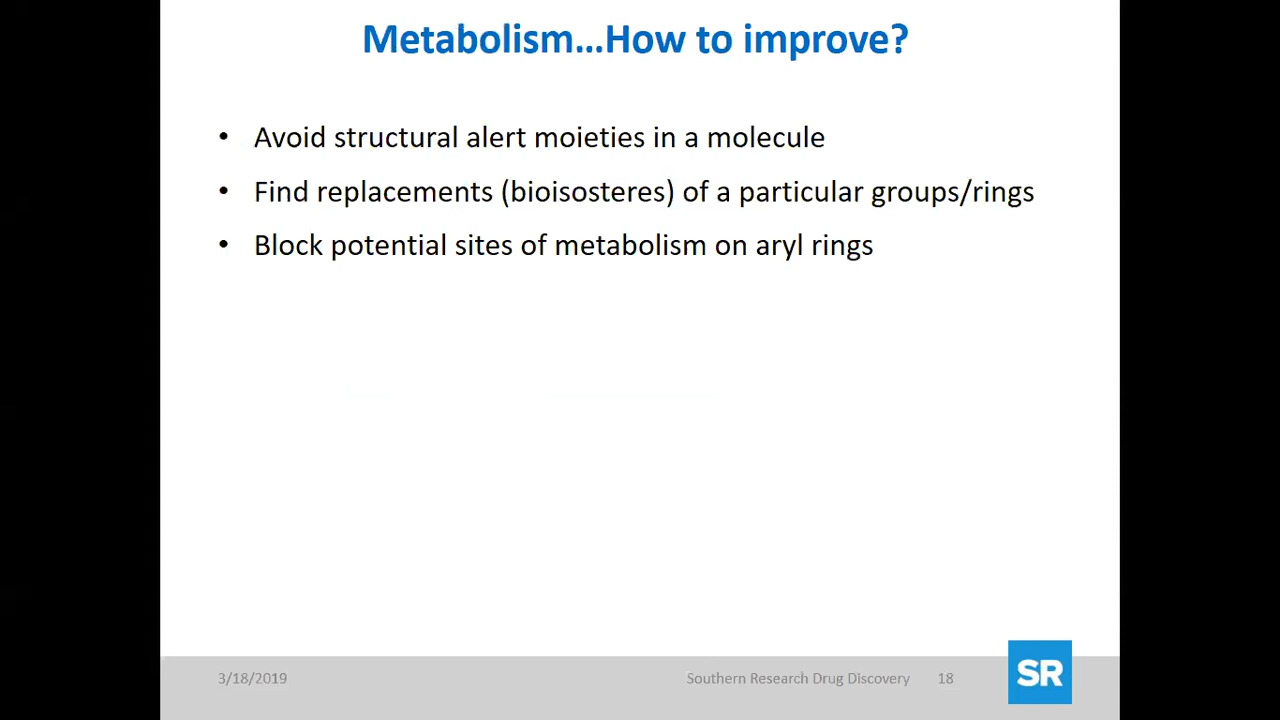 Metabolism...How to improve?
• Avoid structural alert moieties in a molecule
• Find replacements (bioisosteres) of a particular groups/rings
• Block potential sites of metabolism on aryl rings
3/18/2019
Southern Research Drug Discovery
18
SR